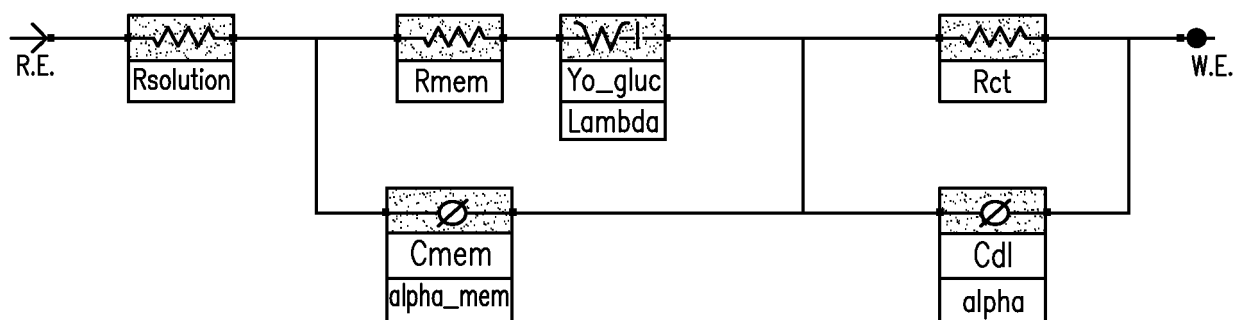 R.E.
Rsolution
Rmem
Yo_gluc
Lambda
Rct
W.E.
Cmem
alpha_mem
Cdl
alpha